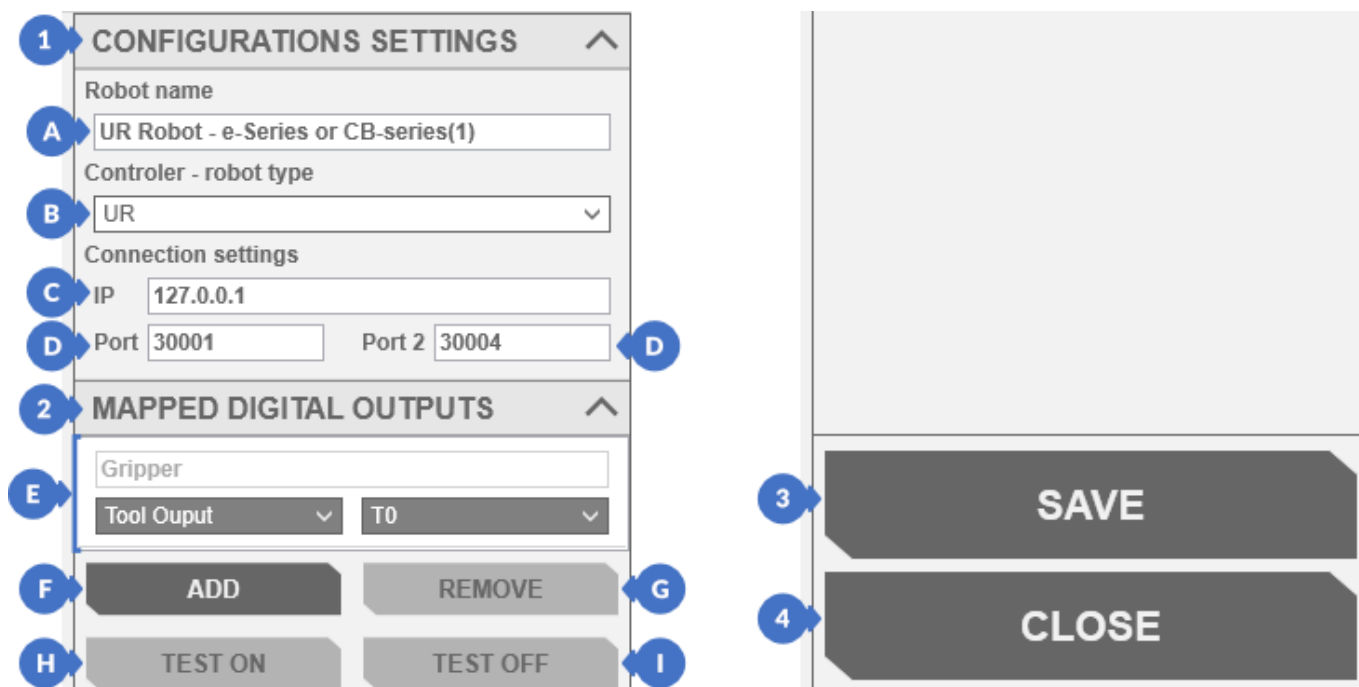 1 CONFIGURATIONS SETTINGS
Robot name
A UR Robot - e-Series or CB-series(1)
Controler - robot type
B UR
Connection settings
C IP 127.0.0.1
D Port 30001 Port 2 30004 D
2 MAPPED DIGITAL OUTPUTS
Gripper
E Tool Ouput T0
F ADD REMOVE G
H TEST ON TEST OFF I
3 SAVE
4 CLOSE